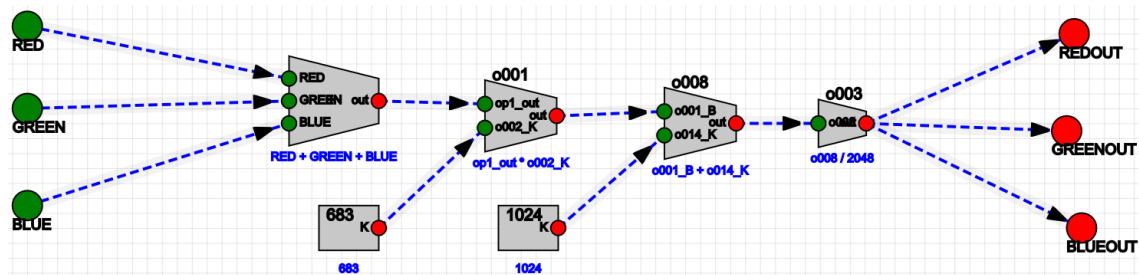 RED
GREEN
BLUE
RED
GREEN
BLUE
out
RED + GREEN + BLUE
683
K
683
o001
op1_out
o002_K
out
op1_out * o002_K
1024
K
1024
o008
o001_B
o014_K
out
o001_B + o014_K
o003
out
o008 / 2048
REDOUT
GREENOUT
BLUEOUT